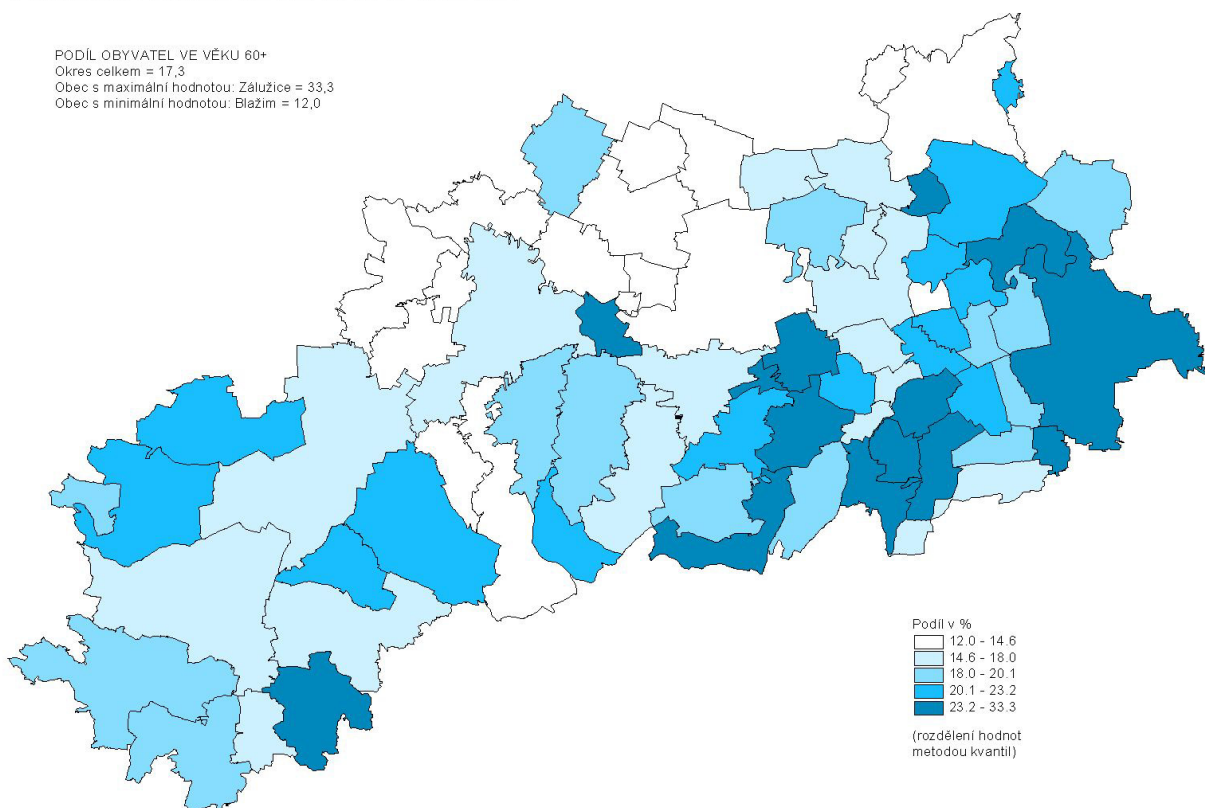 PODÍL OBYVATEL VE VĚKU 60+
Okres celkem = 17,3
Obec s maximální hodnotou: Zálužice = 33,3
Obec s minimální hodnotou: Blažim = 12,0
Podíl v %
12.0 - 14.6
14.6 - 18.0
18.0 - 20.1
20.1 - 23.2
23.2 - 33.3
(rozdělení hodnot
metodou kvantil)